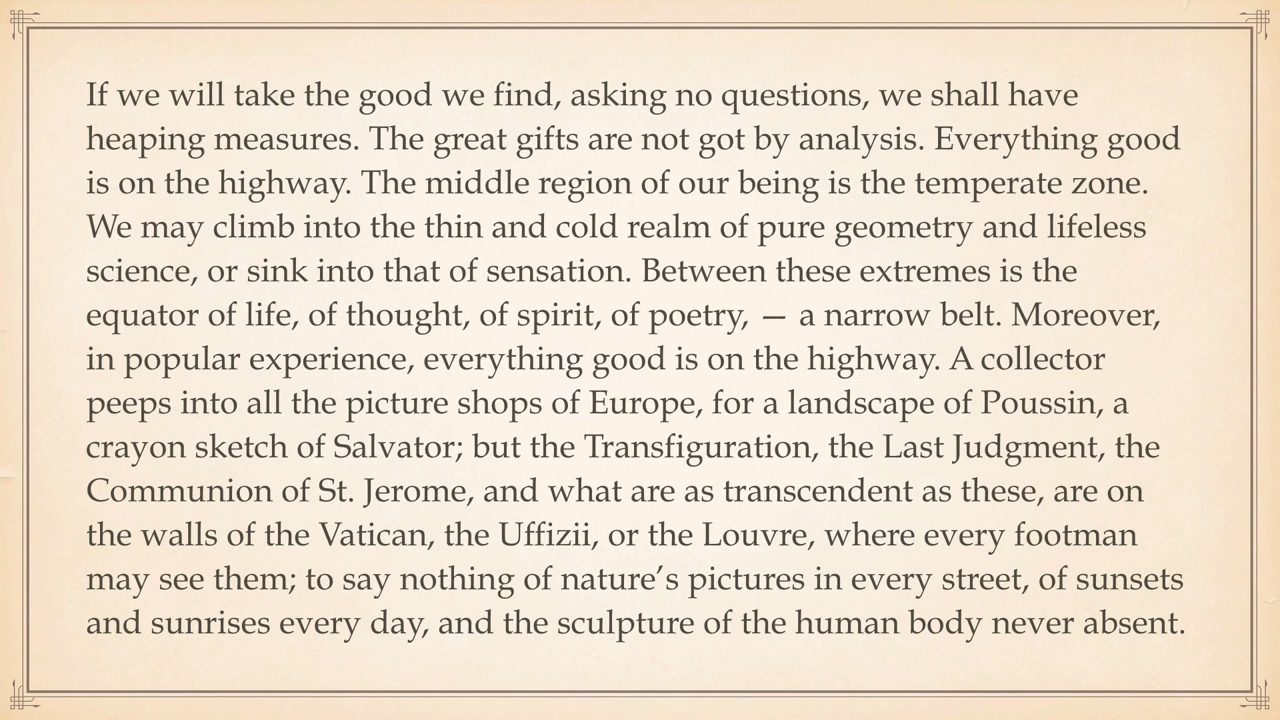 If we will take the good we find, asking no questions, we shall have
heaping measures. The great gifts are not got by analysis. Everything good
is on the highway. The middle region of our being is the temperate zone.
We may climb into the thin and cold realm of pure geometry and lifeless
science, or sink into that of sensation. Between these extremes is the
equator of life, of thought, of spirit, of poetry, — a narrow belt. Moreover,
in popular experience, everything good is on the highway. A collector
peeps into all the picture shops of Europe, for a landscape of Poussin, a
crayon sketch of Salvator; but the Transfiguration, the Last Judgment, the
Communion of St. Jerome, and what are as transcendent as these, are on
the walls of the Vatican, the Uffizii, or the Louvre, where every footman
may see them; to say nothing of nature’s pictures in every street, of sunsets
and sunrises every day, and the sculpture of the human body never absent.